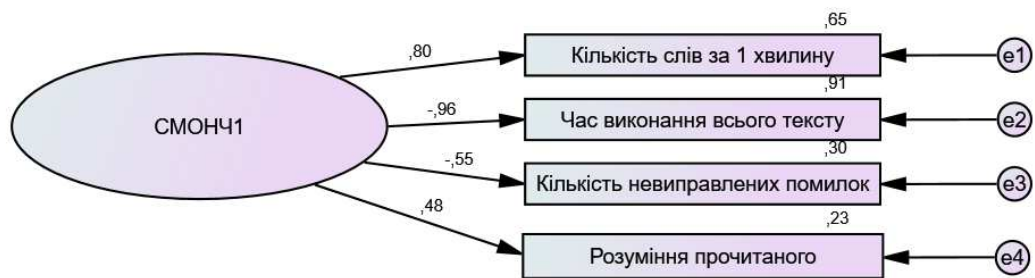 ,65
,80
Кількість слів за 1 хвилину
e1
,91
СМОНЧ1
-,96
Час виконання всього тексту
e2
,30
-,55
Кількість невиправлених помилок
e3
,48
,23
Розуміння прочитаного
e4